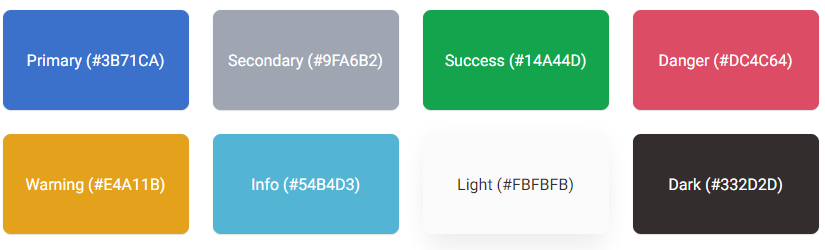 Primary (#3B71CA)
Secondary (#9FA6B2)
Success (#14A44D)
Danger (#DC4C64)
Warning (#E4A11B)
Info (#54B4D3)
Light (#FBFBFB)
Dark (#332D2D)